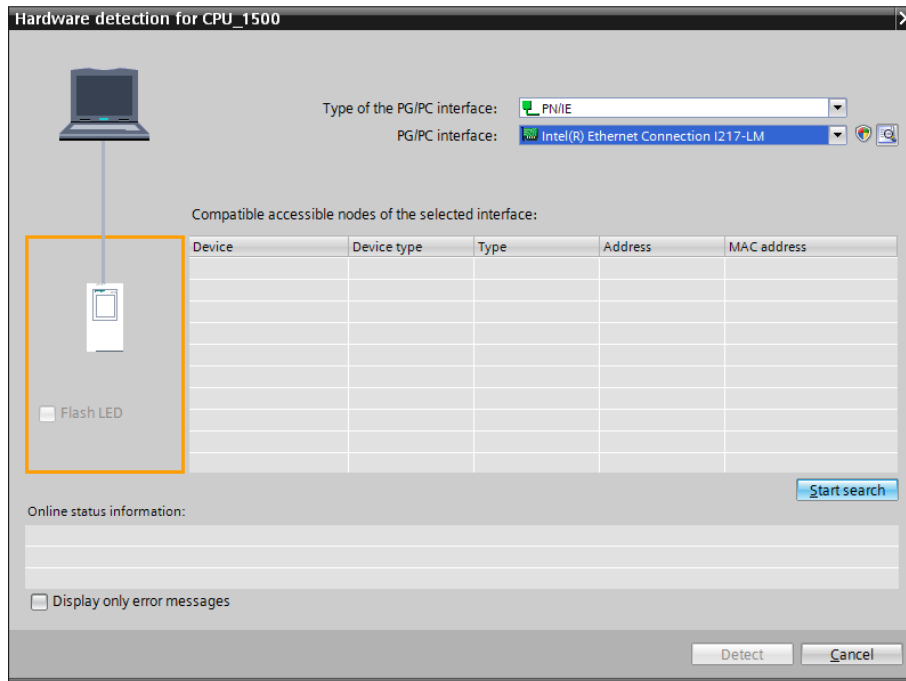 Hardware detection for CPU_1500
Type of the PG/PC interface: PN/IE
PG/PC interface: Intel(R) Ethernet Connection I217-LM
Compatible accessible nodes of the selected interface:
Device Device type Type Address MAC address
Flash LED
Start search
Online status information:
Display only error messages
Detect Cancel